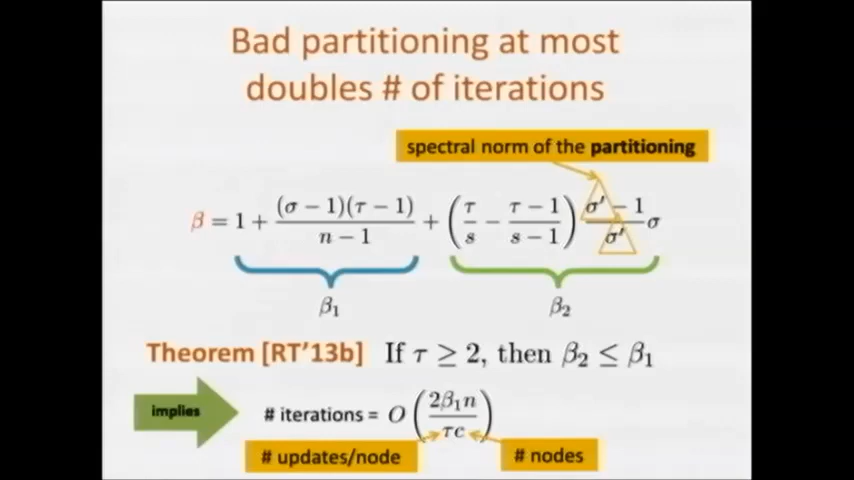 Bad partitioning at most
doubles # of iterations
spectral norm of the partitioning
β = 1 + (σ − 1)(τ − 1) / (n − 1) + (τ/s − (τ − 1)/(s − 1)) (σ′ − 1)/σ′ σ
β₁ β₂
Theorem [RT'13b] If τ ≥ 2, then β₂ ≤ β₁
implies # iterations = O(2β₁n / τc)
# updates/node # nodes